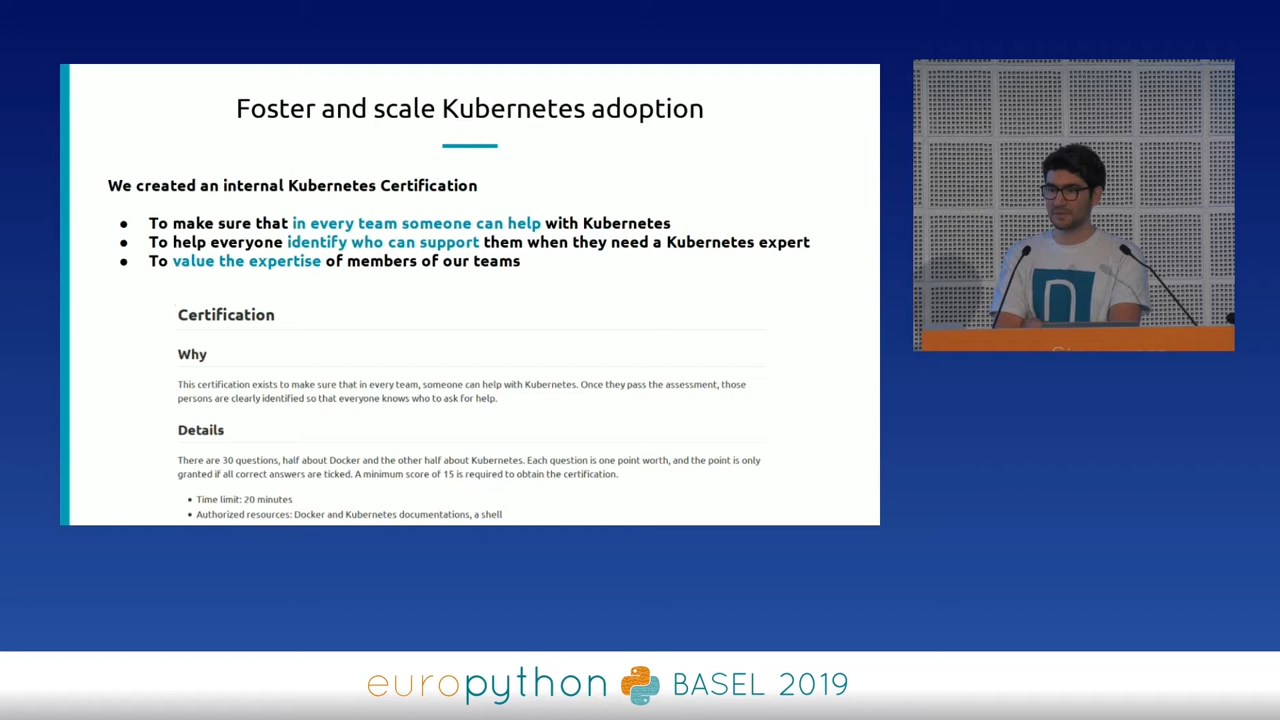 Foster and scale Kubernetes adoption
We created an internal Kubernetes Certification
● To make sure that in every team someone can help with Kubernetes
● To help everyone identify who can support them when they need a Kubernetes expert
● To value the expertise of members of our teams
Certification
Why
This certification exists to make sure that in every team, someone can help with Kubernetes. Once they pass the assessment, those
persons are clearly identified so that everyone knows who to ask for help.
Details
There are 30 questions, half about Docker and the other half about Kubernetes. Each question is one point worth, and the point is only
granted if all correct answers are ticked. A minimum score of 15 is required to obtain the certification.
• Time limit: 20 minutes
• Authorized resources: Docker and Kubernetes documentations, a shell
n
europython BASEL 2019